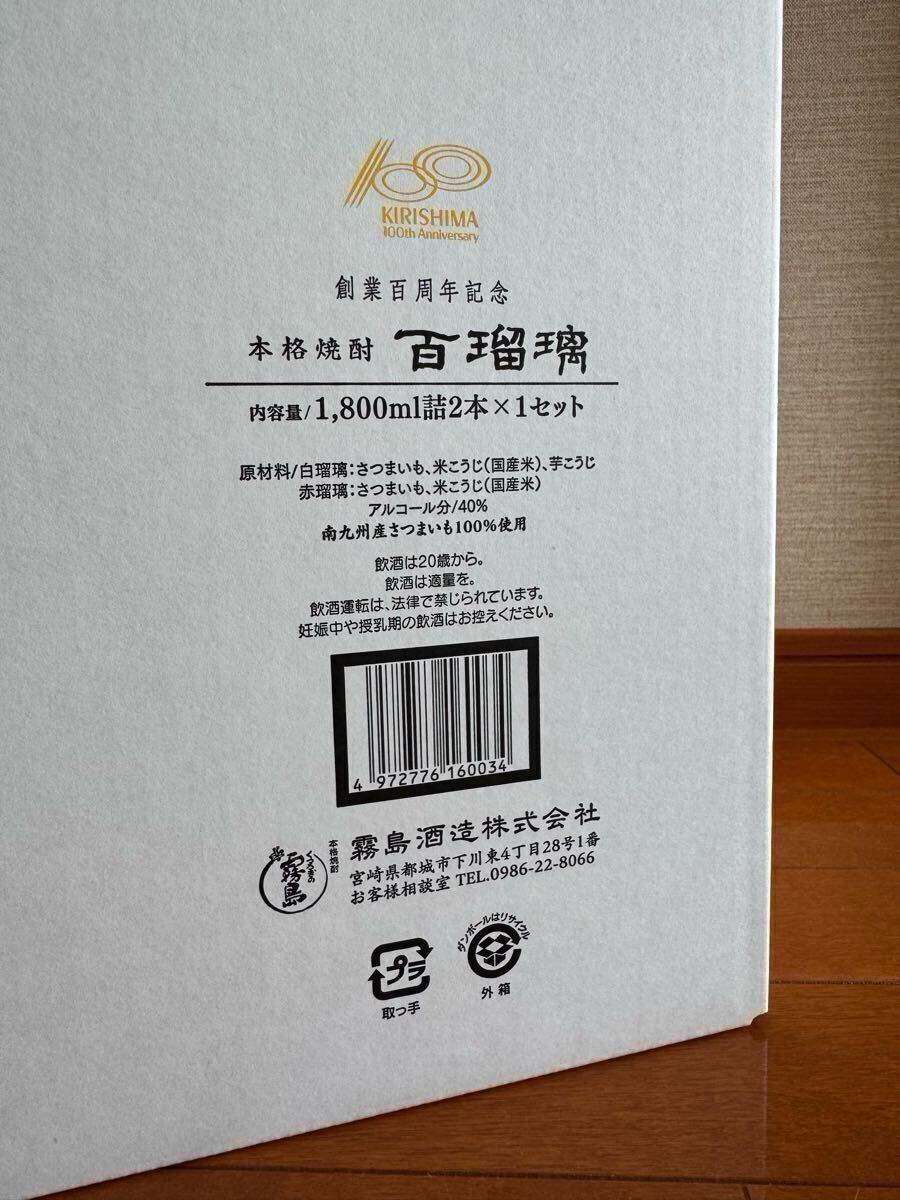 100
KIRISHIMA
100th Anniversary
創業百周年記念
本格焼酎 百瑠璃
内容量/1,800ml詰2本×1セット
原材料/白瑠璃:さつまいも、米こうじ(国産米)、芋こうじ
赤瑠璃:さつまいも、米こうじ(国産米)
アルコール分/40%
南九州産さつまいも100%使用
飲酒は20歳から。
飲酒は適量を。
飲酒運転は、法律で禁じられています。
妊娠中や授乳期の飲酒はお控えください。
4 972776 160034
本格焼酎
霧島
霧島酒造株式会社
宮崎県都城市下川東4丁目28号1番
お客様相談室 TEL.0986-22-8066
プラ
取っ手
ダンボールはリサイクル
外箱